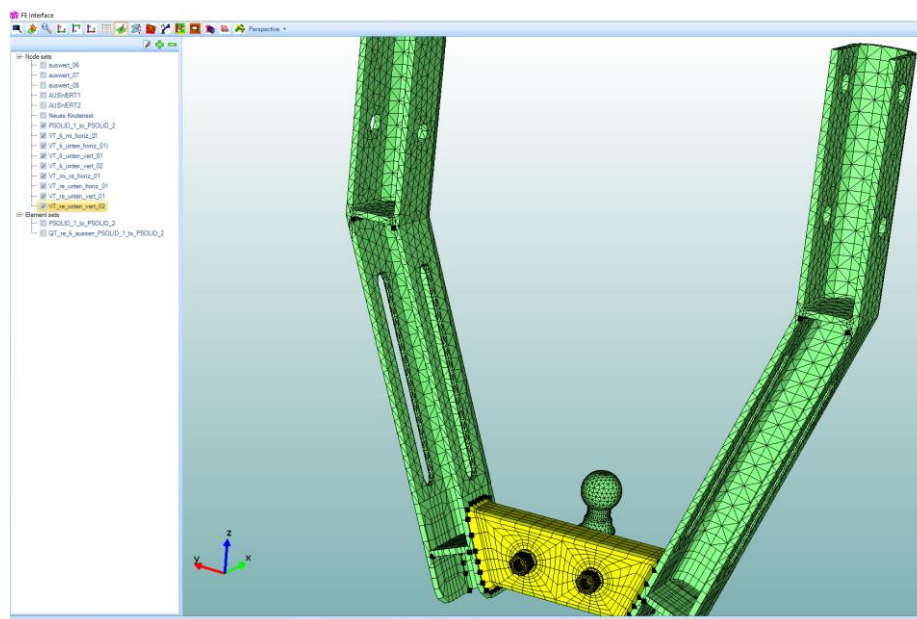 FE Interface
Perspective
Node sets
auswert_06
auswert_07
auswert_08
AUSWERT1
AUSWERT2
Neues Knotenset
PSOLID_1_to_PSOLID_2
VT_li_mi_horiz_01
VT_li_unten_horiz_01)
VT_li_unten_vert_01
VT_li_unten_vert_02
VT_mi_re_horiz_01
VT_re_unten_horiz_01
VT_re_unten_vert_01
VT_re_unten_vert_02
Element sets
PSOLID_1_to_PSOLID_2
QT_re_li_aussen_PSOLID_1_to_PSOLID_2
z
y
x